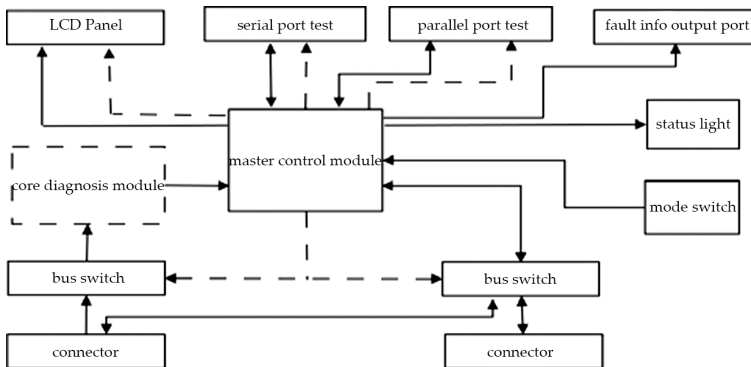 LCD Panel
serial port test
parallel port test
fault info output port
status light
master control module
core diagnosis module
mode switch
bus switch
bus switch
connector
connector